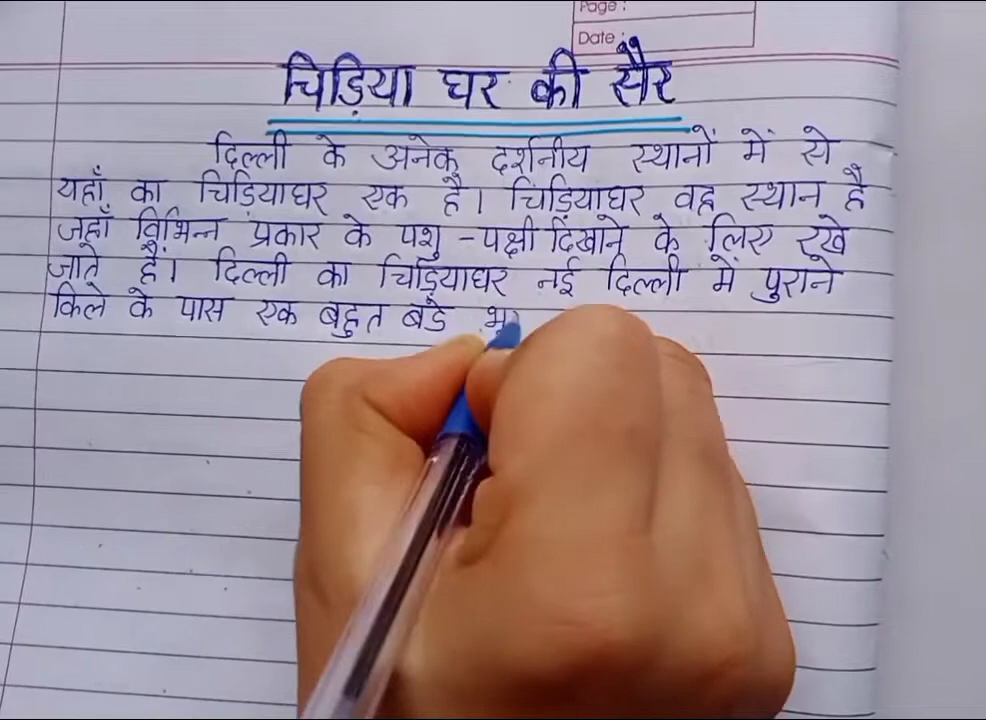 Page :
Date :
चिड़िया घर की सैर
दिल्ली के अनेक दर्शनीय स्थानों में से
यहाँ का चिड़ियाघर एक है। चिड़ियाघर वह स्थान है
जहाँ विभिन्न प्रकार के पशु -पक्षी दिखाने के लिए रखे
जाते हैं। दिल्ली का चिड़ियाघर नई दिल्ली में पुराने
किले के पास एक बहुत बडे